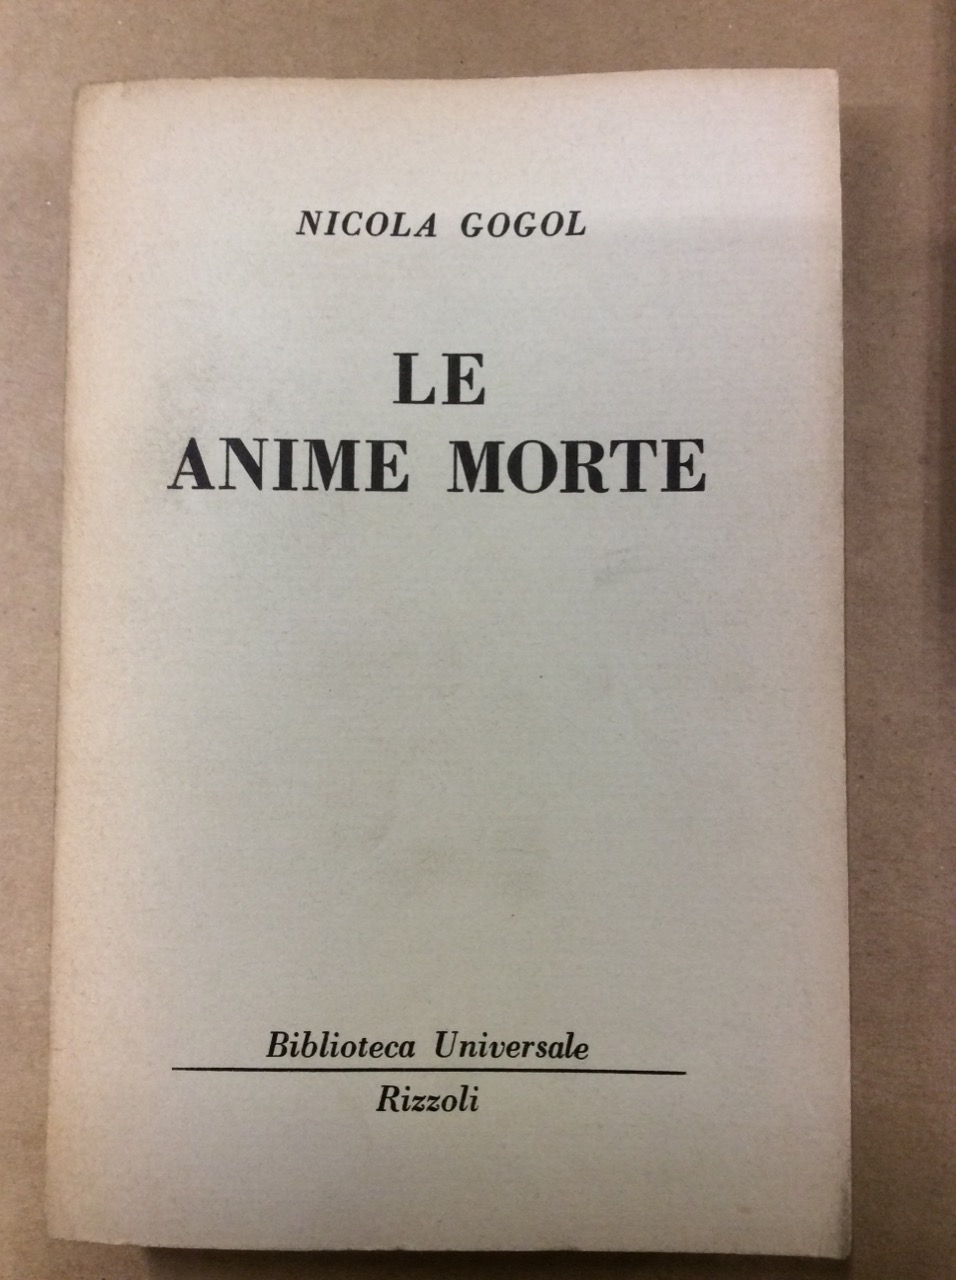 NICOLA GOGOL
LE
ANIME MORTE
Biblioteca Universale
Rizzoli